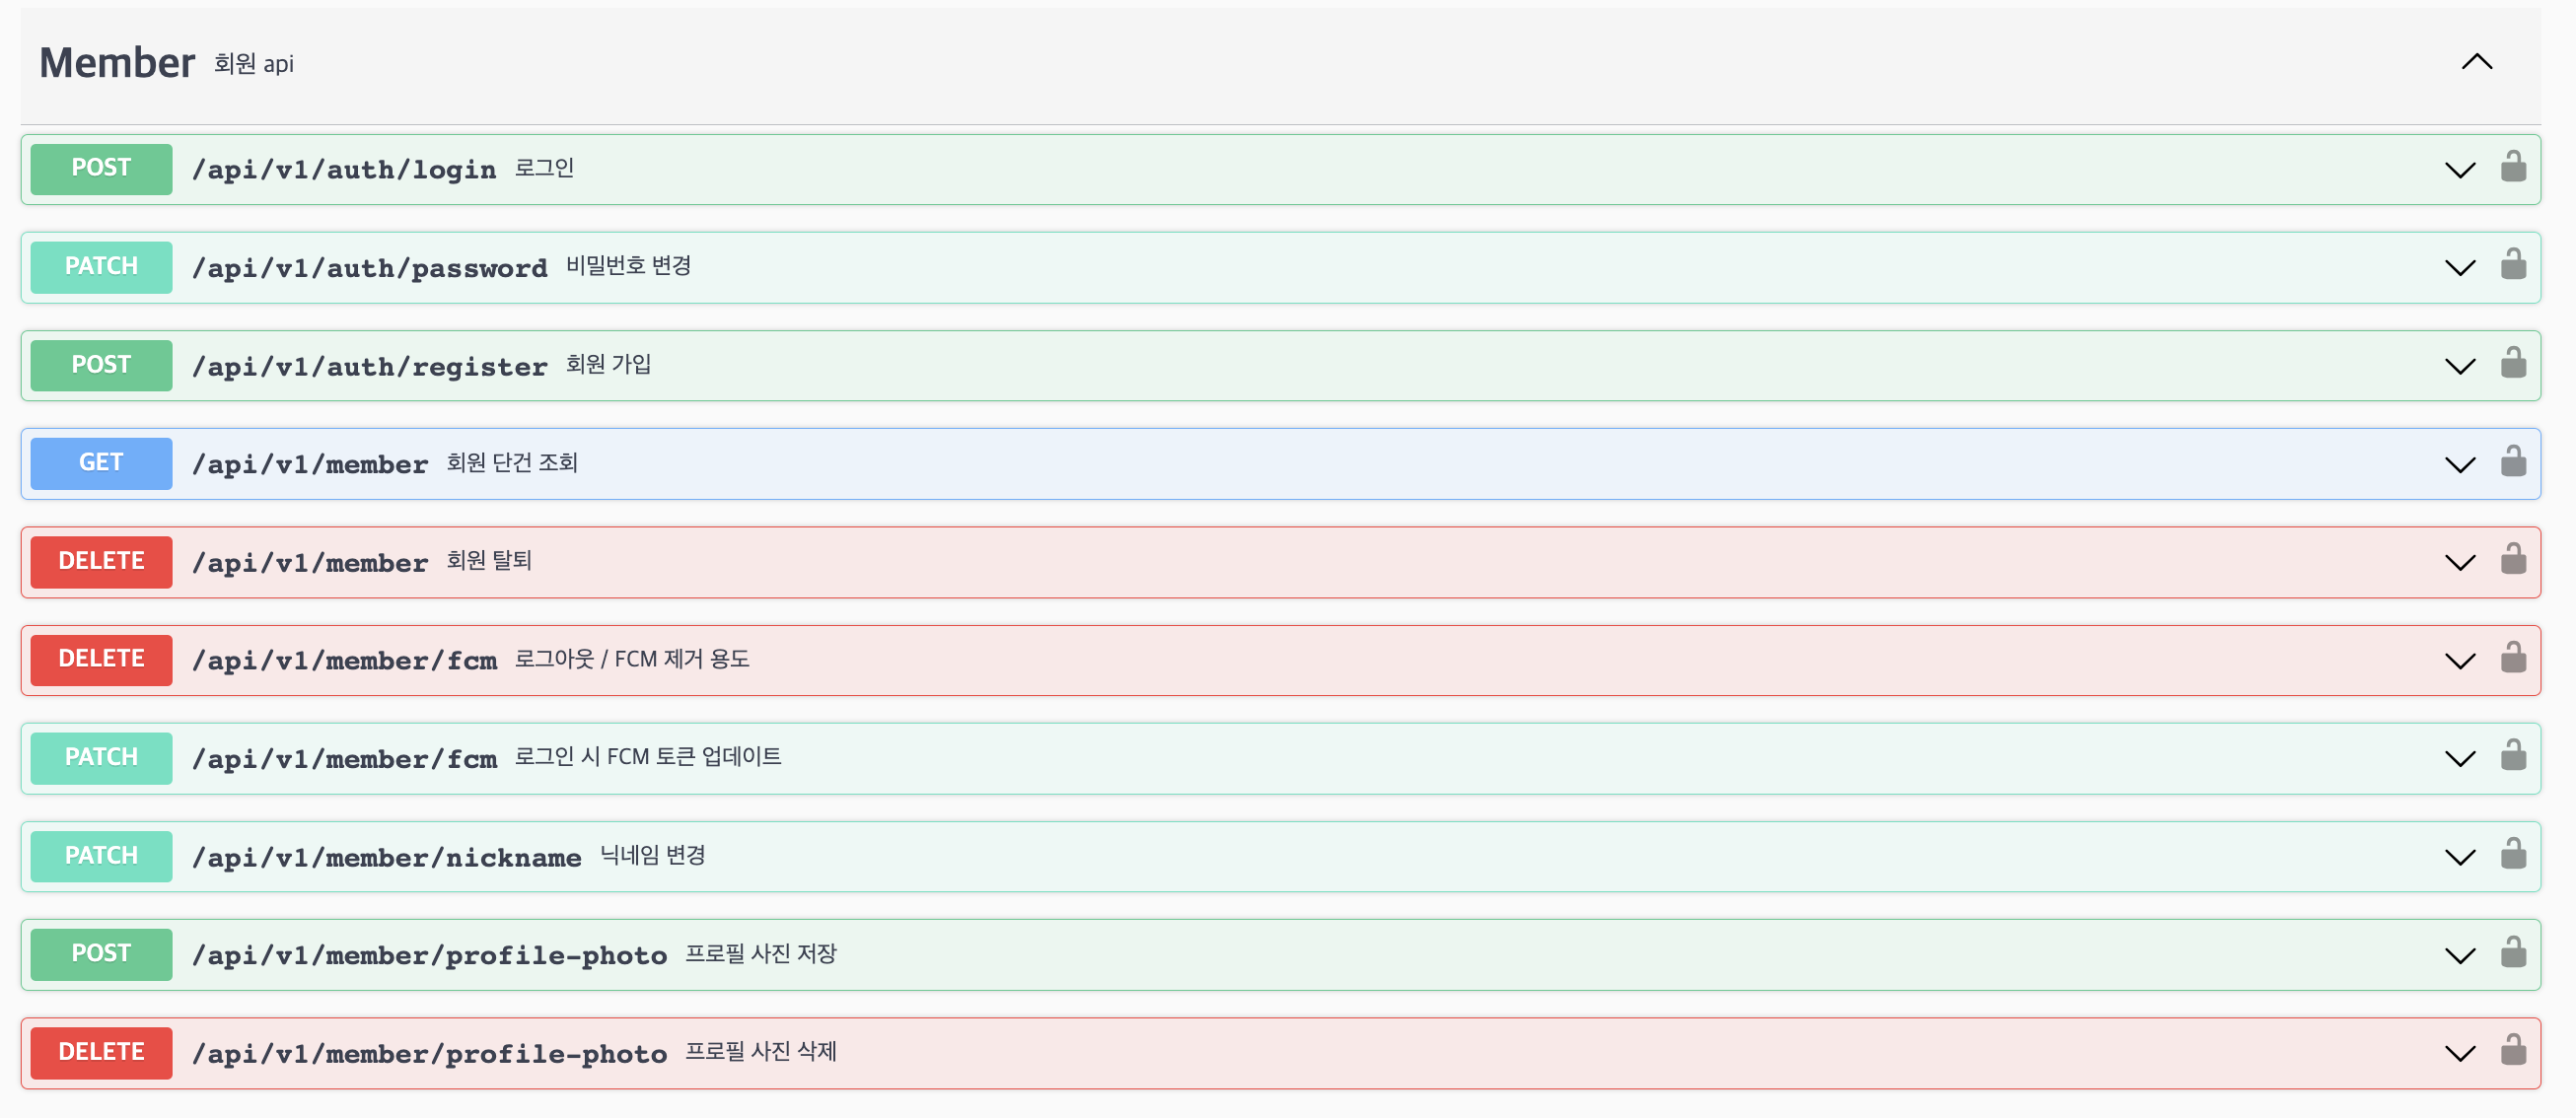 Member 회원 api
POST /api/v1/auth/login 로그인
PATCH /api/v1/auth/password 비밀번호 변경
POST /api/v1/auth/register 회원 가입
GET /api/v1/member 회원 단건 조회
DELETE /api/v1/member 회원 탈퇴
DELETE /api/v1/member/fcm 로그아웃 / FCM 제거 용도
PATCH /api/v1/member/fcm 로그인 시 FCM 토큰 업데이트
PATCH /api/v1/member/nickname 닉네임 변경
POST /api/v1/member/profile-photo 프로필 사진 저장
DELETE /api/v1/member/profile-photo 프로필 사진 삭제